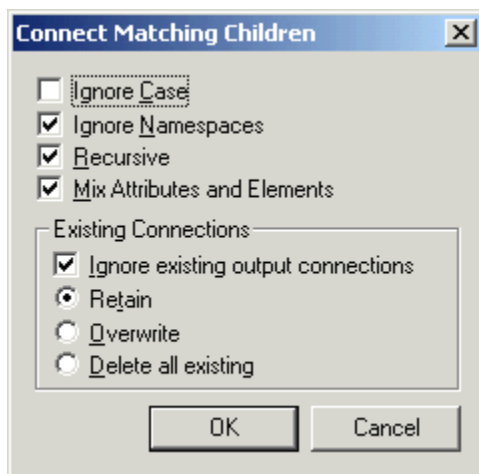 Connect Matching Children
Ignore Case
Ignore Namespaces
Recursive
Mix Attributes and Elements
Existing Connections
Ignore existing output connections
Retain
Overwrite
Delete all existing
OK
Cancel